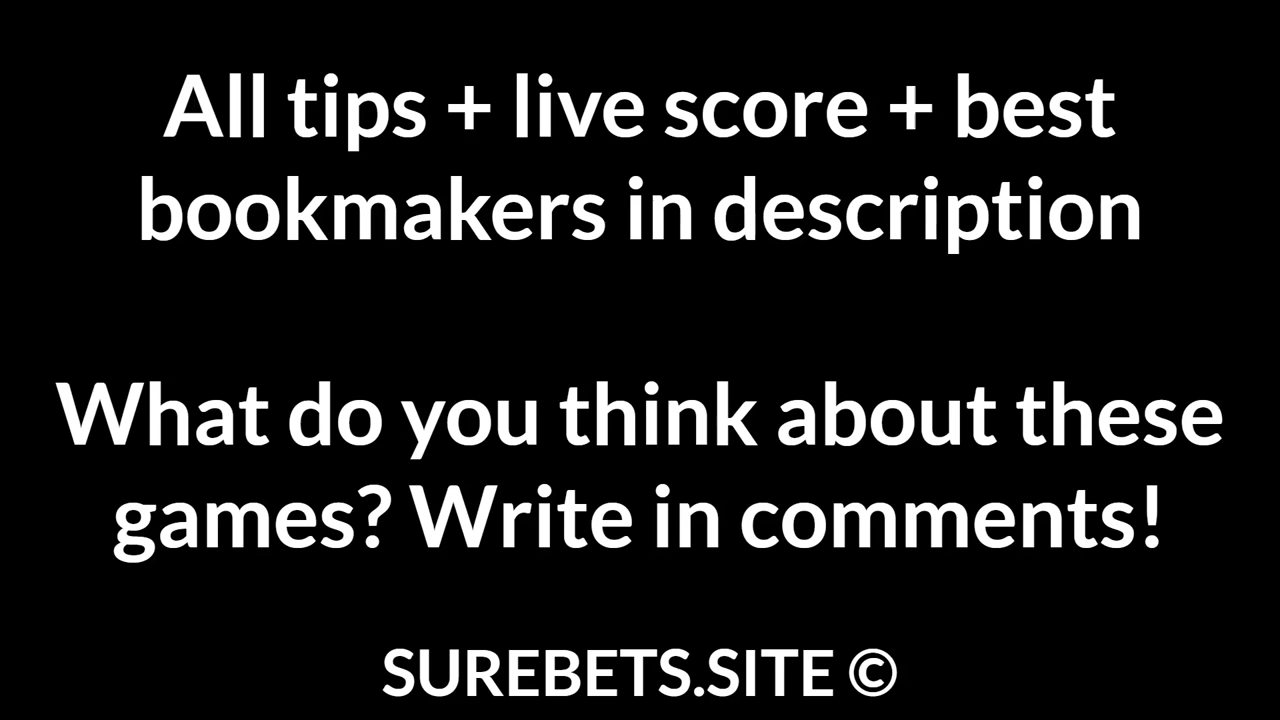 All tips + live score + best
bookmakers in description
What do you think about these
games? Write in comments!
SUREBETS.SITE ©